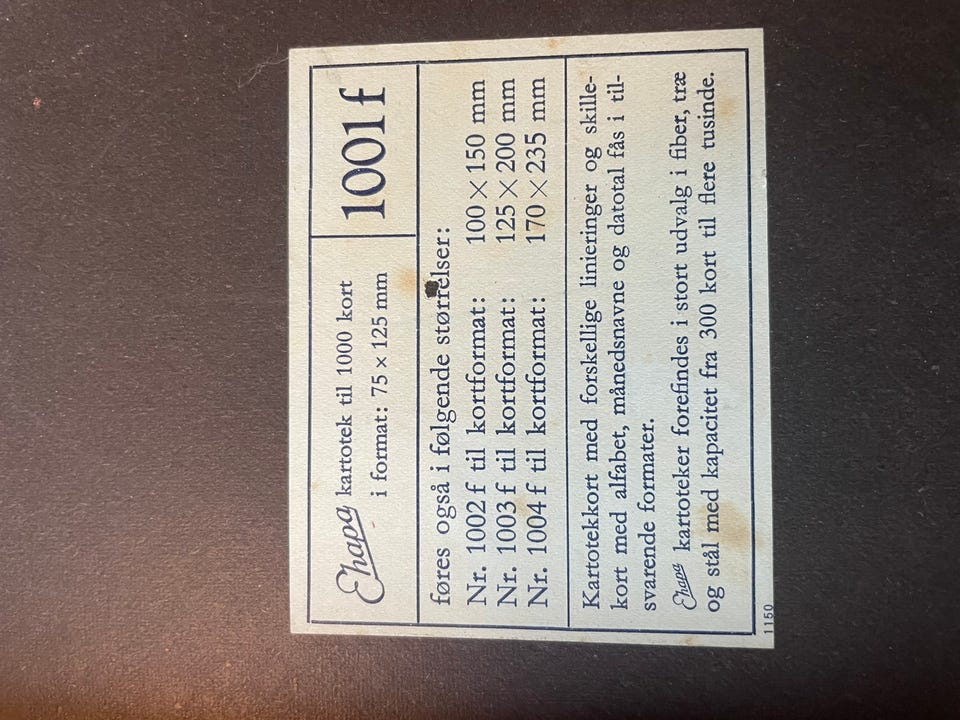 Ehapa kartotek til 1000 kort
i format: 75 x 125 mm
1001 f
føres også i følgende størrelser:
Nr. 1002 f til kortformat: 100 × 150 mm
Nr. 1003 f til kortformat: 125 × 200 mm
Nr. 1004 f til kortformat: 170 × 235 mm
Kartotekkort med forskellige linieringer og skille-
kort med alfabet, månedsnavne og datotal fås i til-
svarende formater.
Ehapa kartoteker forefindes i stort udvalg i fiber, træ
og stål med kapacitet fra 300 kort til flere tusinde.
1150